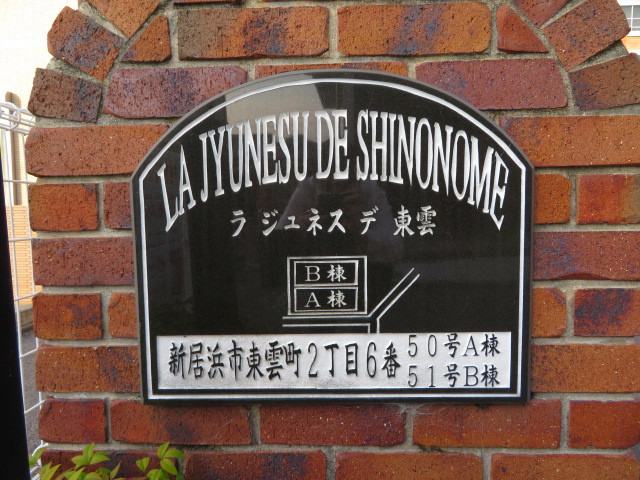 LA JYUNESU DE SHINONOME
ラ ジュネス デ 東雲
B棟
A棟
新居浜市東雲町2丁目6番
50号A棟
51号B棟